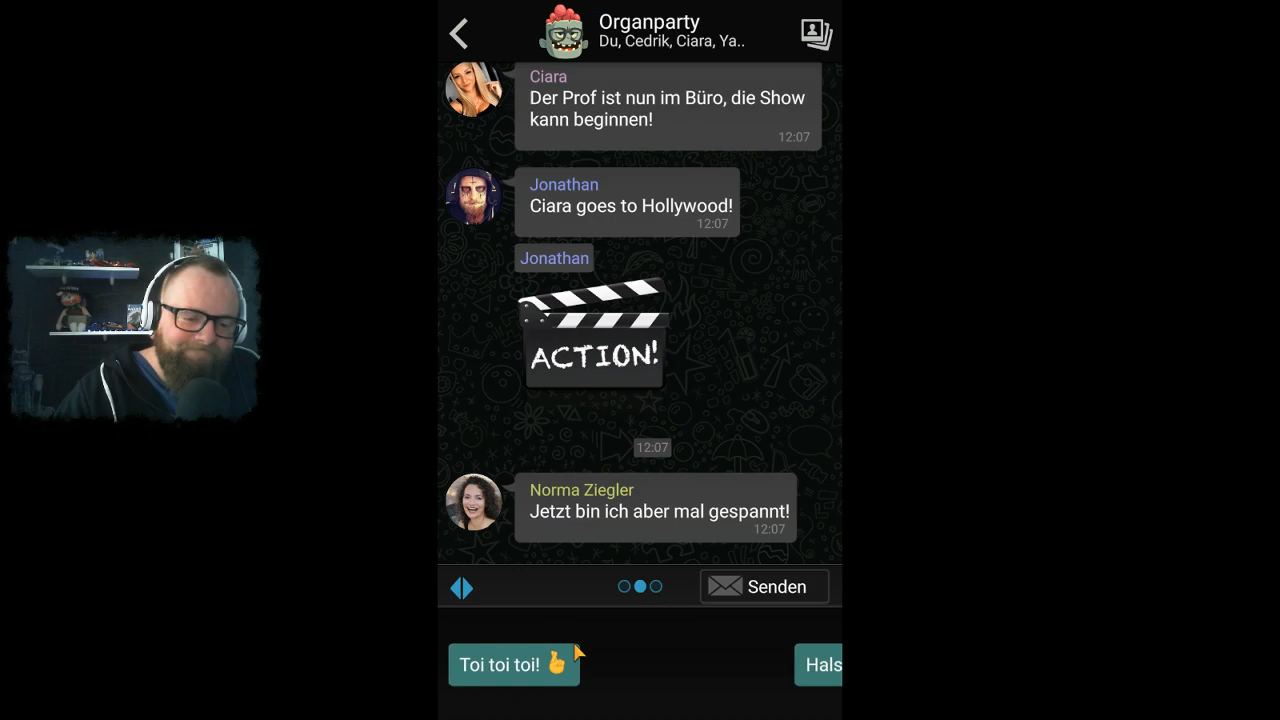 Organparty
Du, Cedrik, Ciara, Ya..
Ciara
Der Prof ist nun im Büro, die Show
kann beginnen!
12:07
Jonathan
Ciara goes to Hollywood!
12:07
Jonathan
ACTION!
12:07
Norma Ziegler
Jetzt bin ich aber mal gespannt!
12:07
Senden
Toi toi toi! 🤞
Hals